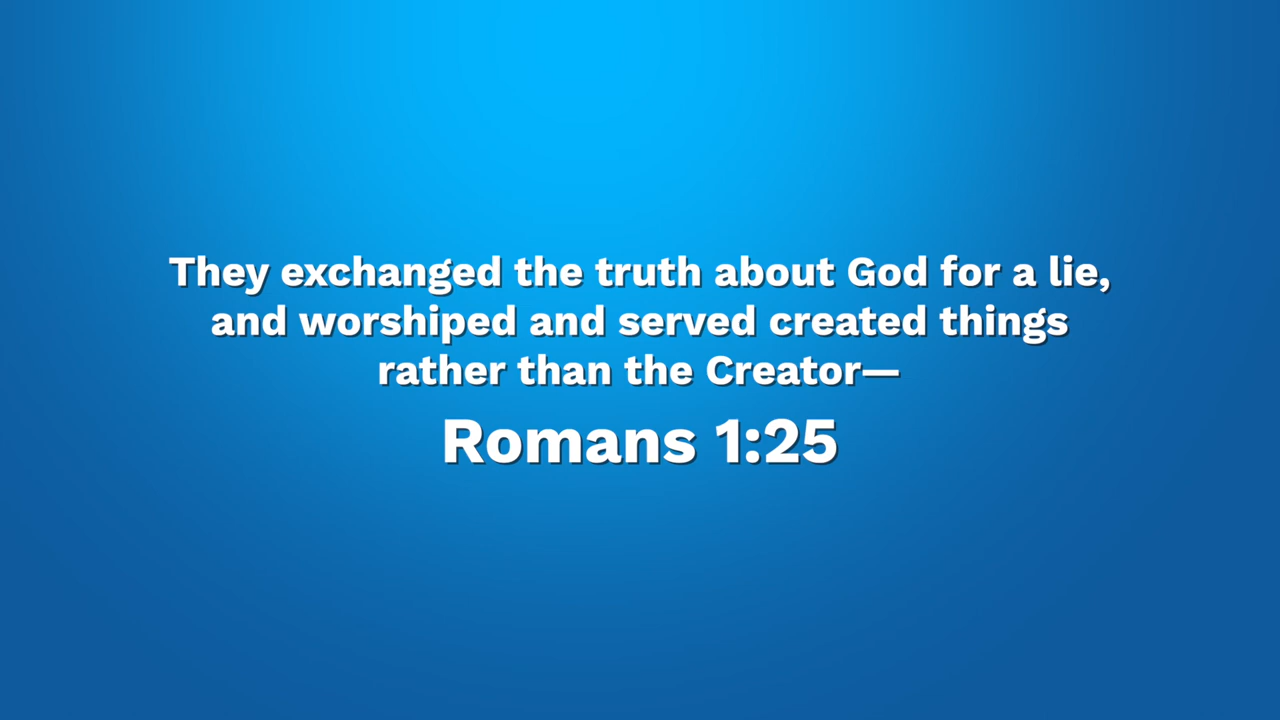 They exchanged the truth about God for a lie,
and worshiped and served created things
rather than the Creator—
Romans 1:25